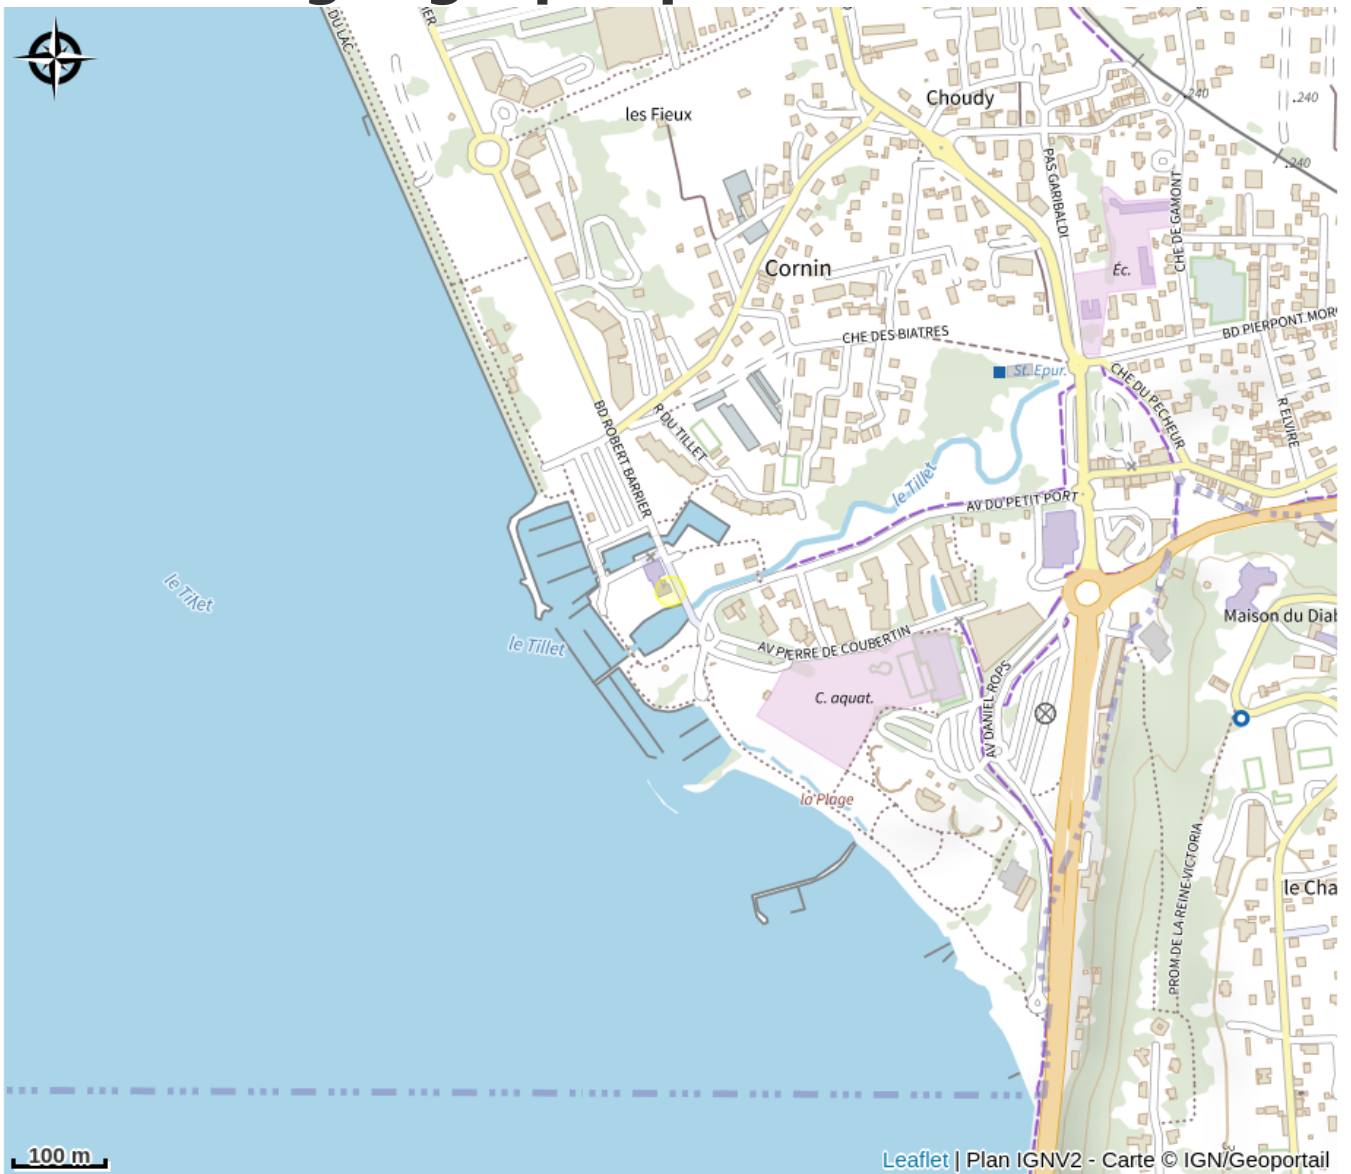 DU LAC
IER
les Fieux
Choudy
240
.240
.240
PAS GARIBALDI
CHE DE GAMONT
Cornin
Éc.
CHE DES BIATRES
BD PIERPONT MOR
St. Epur.
CHE DU PECHEUR
R ELVIRE
BD ROBERT BARRIER
R DU TILLET
le Tillet
AV DU PETIT PORT
le Tillet
le Tillet
Maison du Diab
AV PIERRE DE COUBERTIN
C. aquat.
AV DANIEL ROPS
la Plage
PROM DE LA REINE VICTORIA
le Cha
100 m
Leaflet | Plan IGNV2 - Carte © IGN/Geoportail